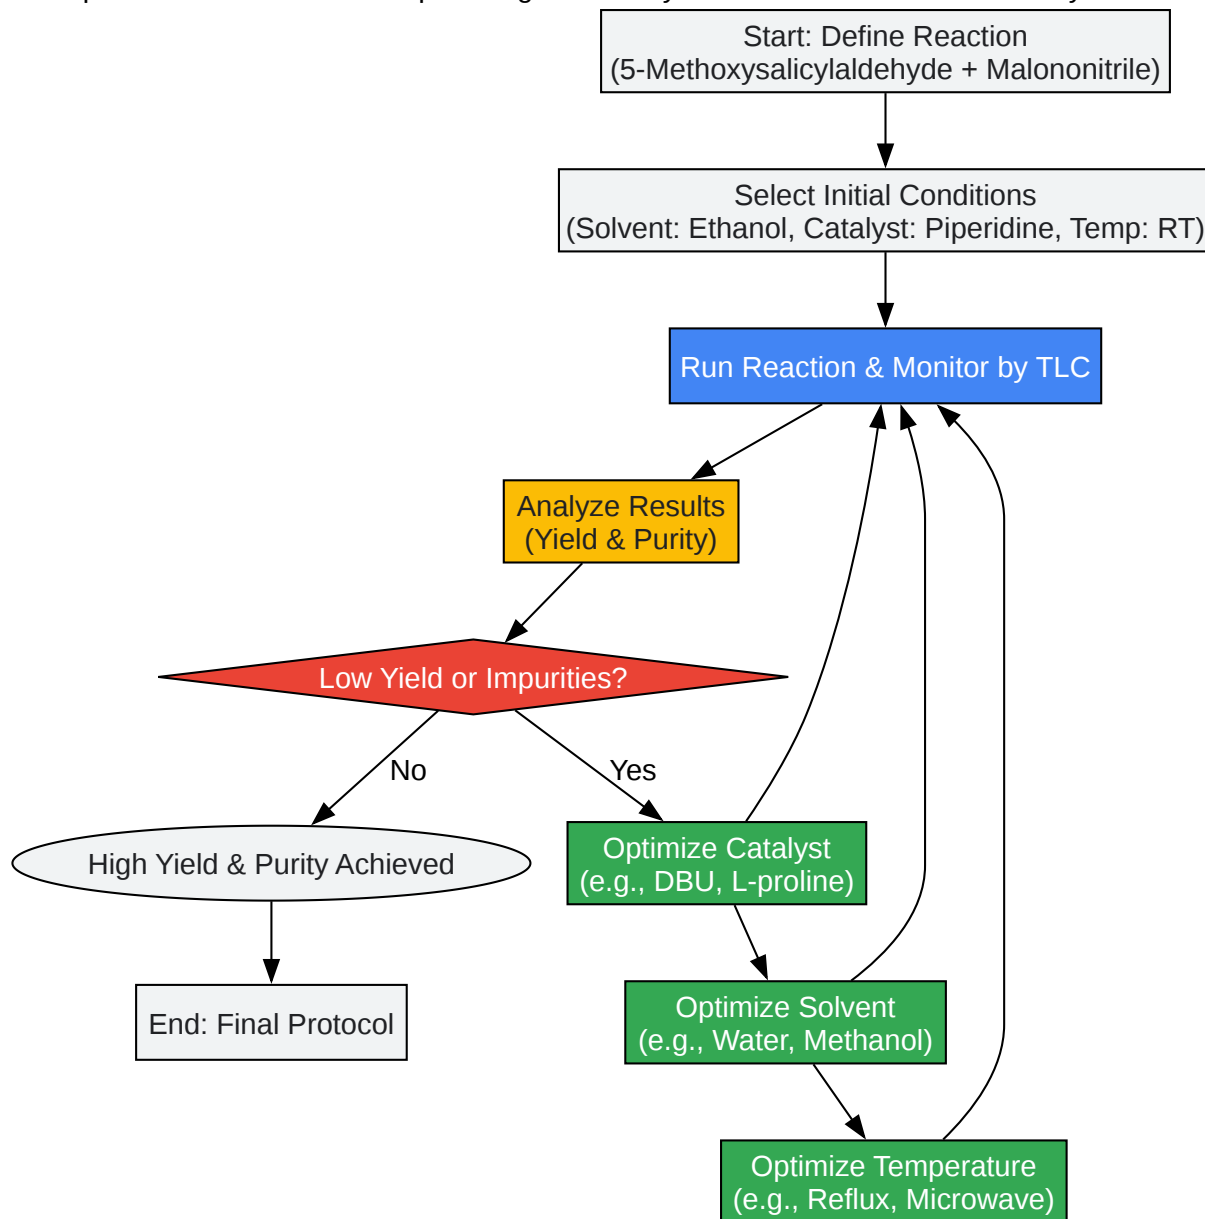 Start: Define Reaction
(5-Methoxysalicylaldehyde + Malononitrile)
Select Initial Conditions
(Solvent: Ethanol, Catalyst: Piperidine, Temp: RT)
Run Reaction & Monitor by TLC
Analyze Results
(Yield & Purity)
Low Yield or Impurities?
No
Yes
High Yield & Purity Achieved
Optimize Catalyst
(e.g., DBU, L-proline)
End: Final Protocol
Optimize Solvent
(e.g., Water, Methanol)
Optimize Temperature
(e.g., Reflux, Microwave)